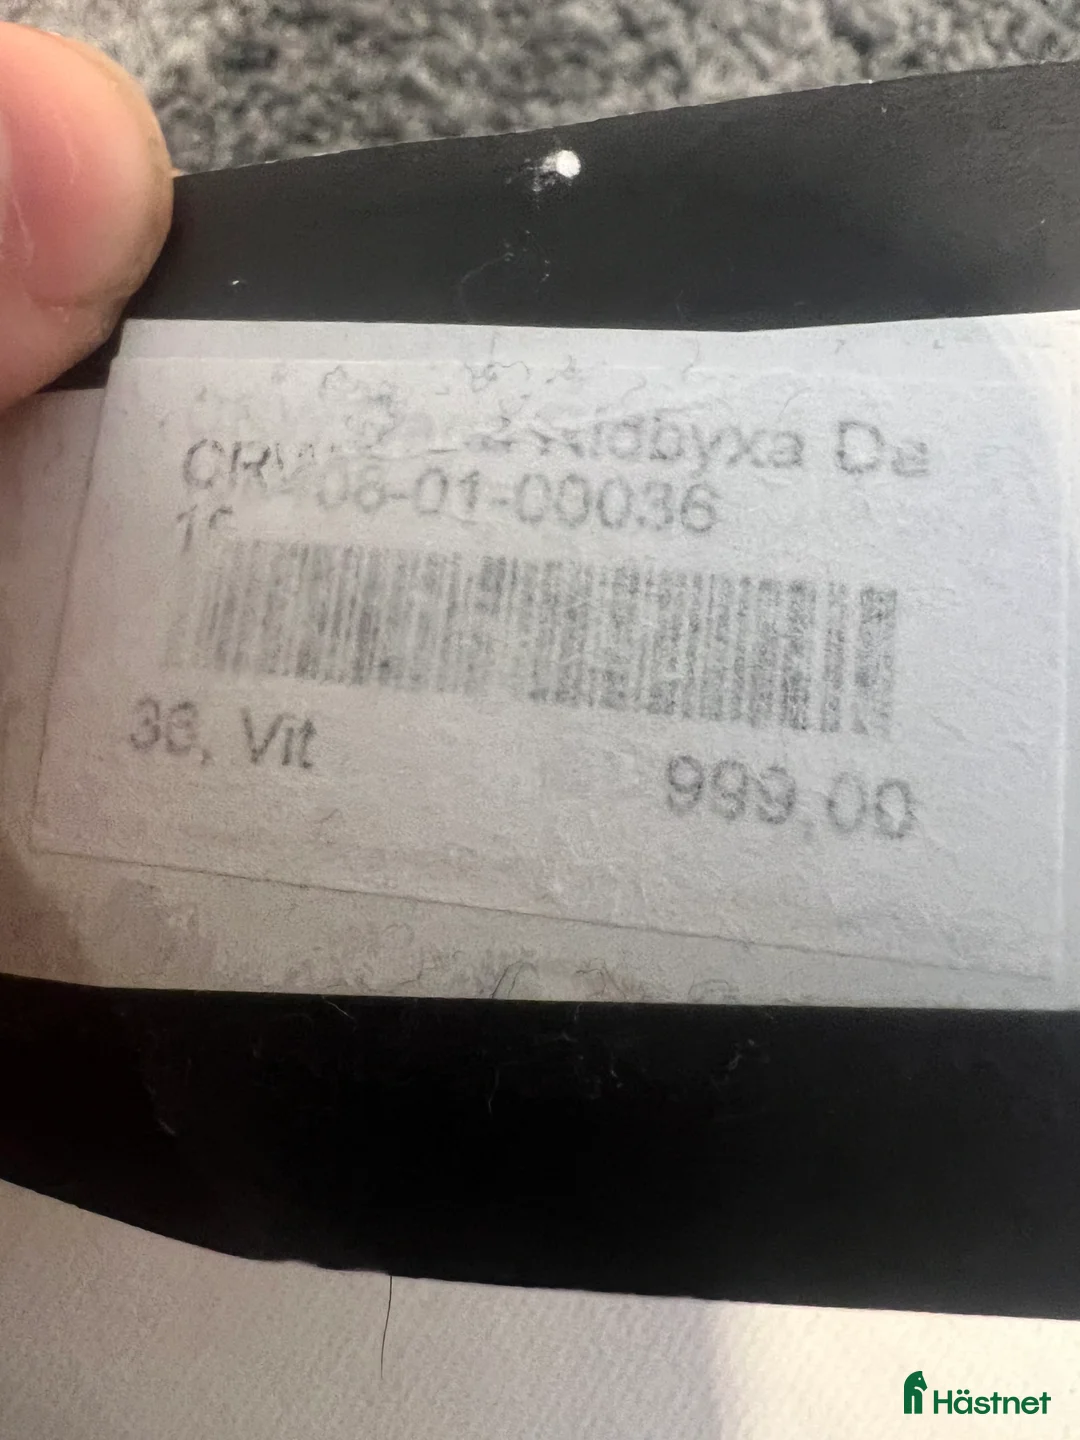 Ridbyxa Da
08-01-00036
36, Vit
999,00
Hästnet